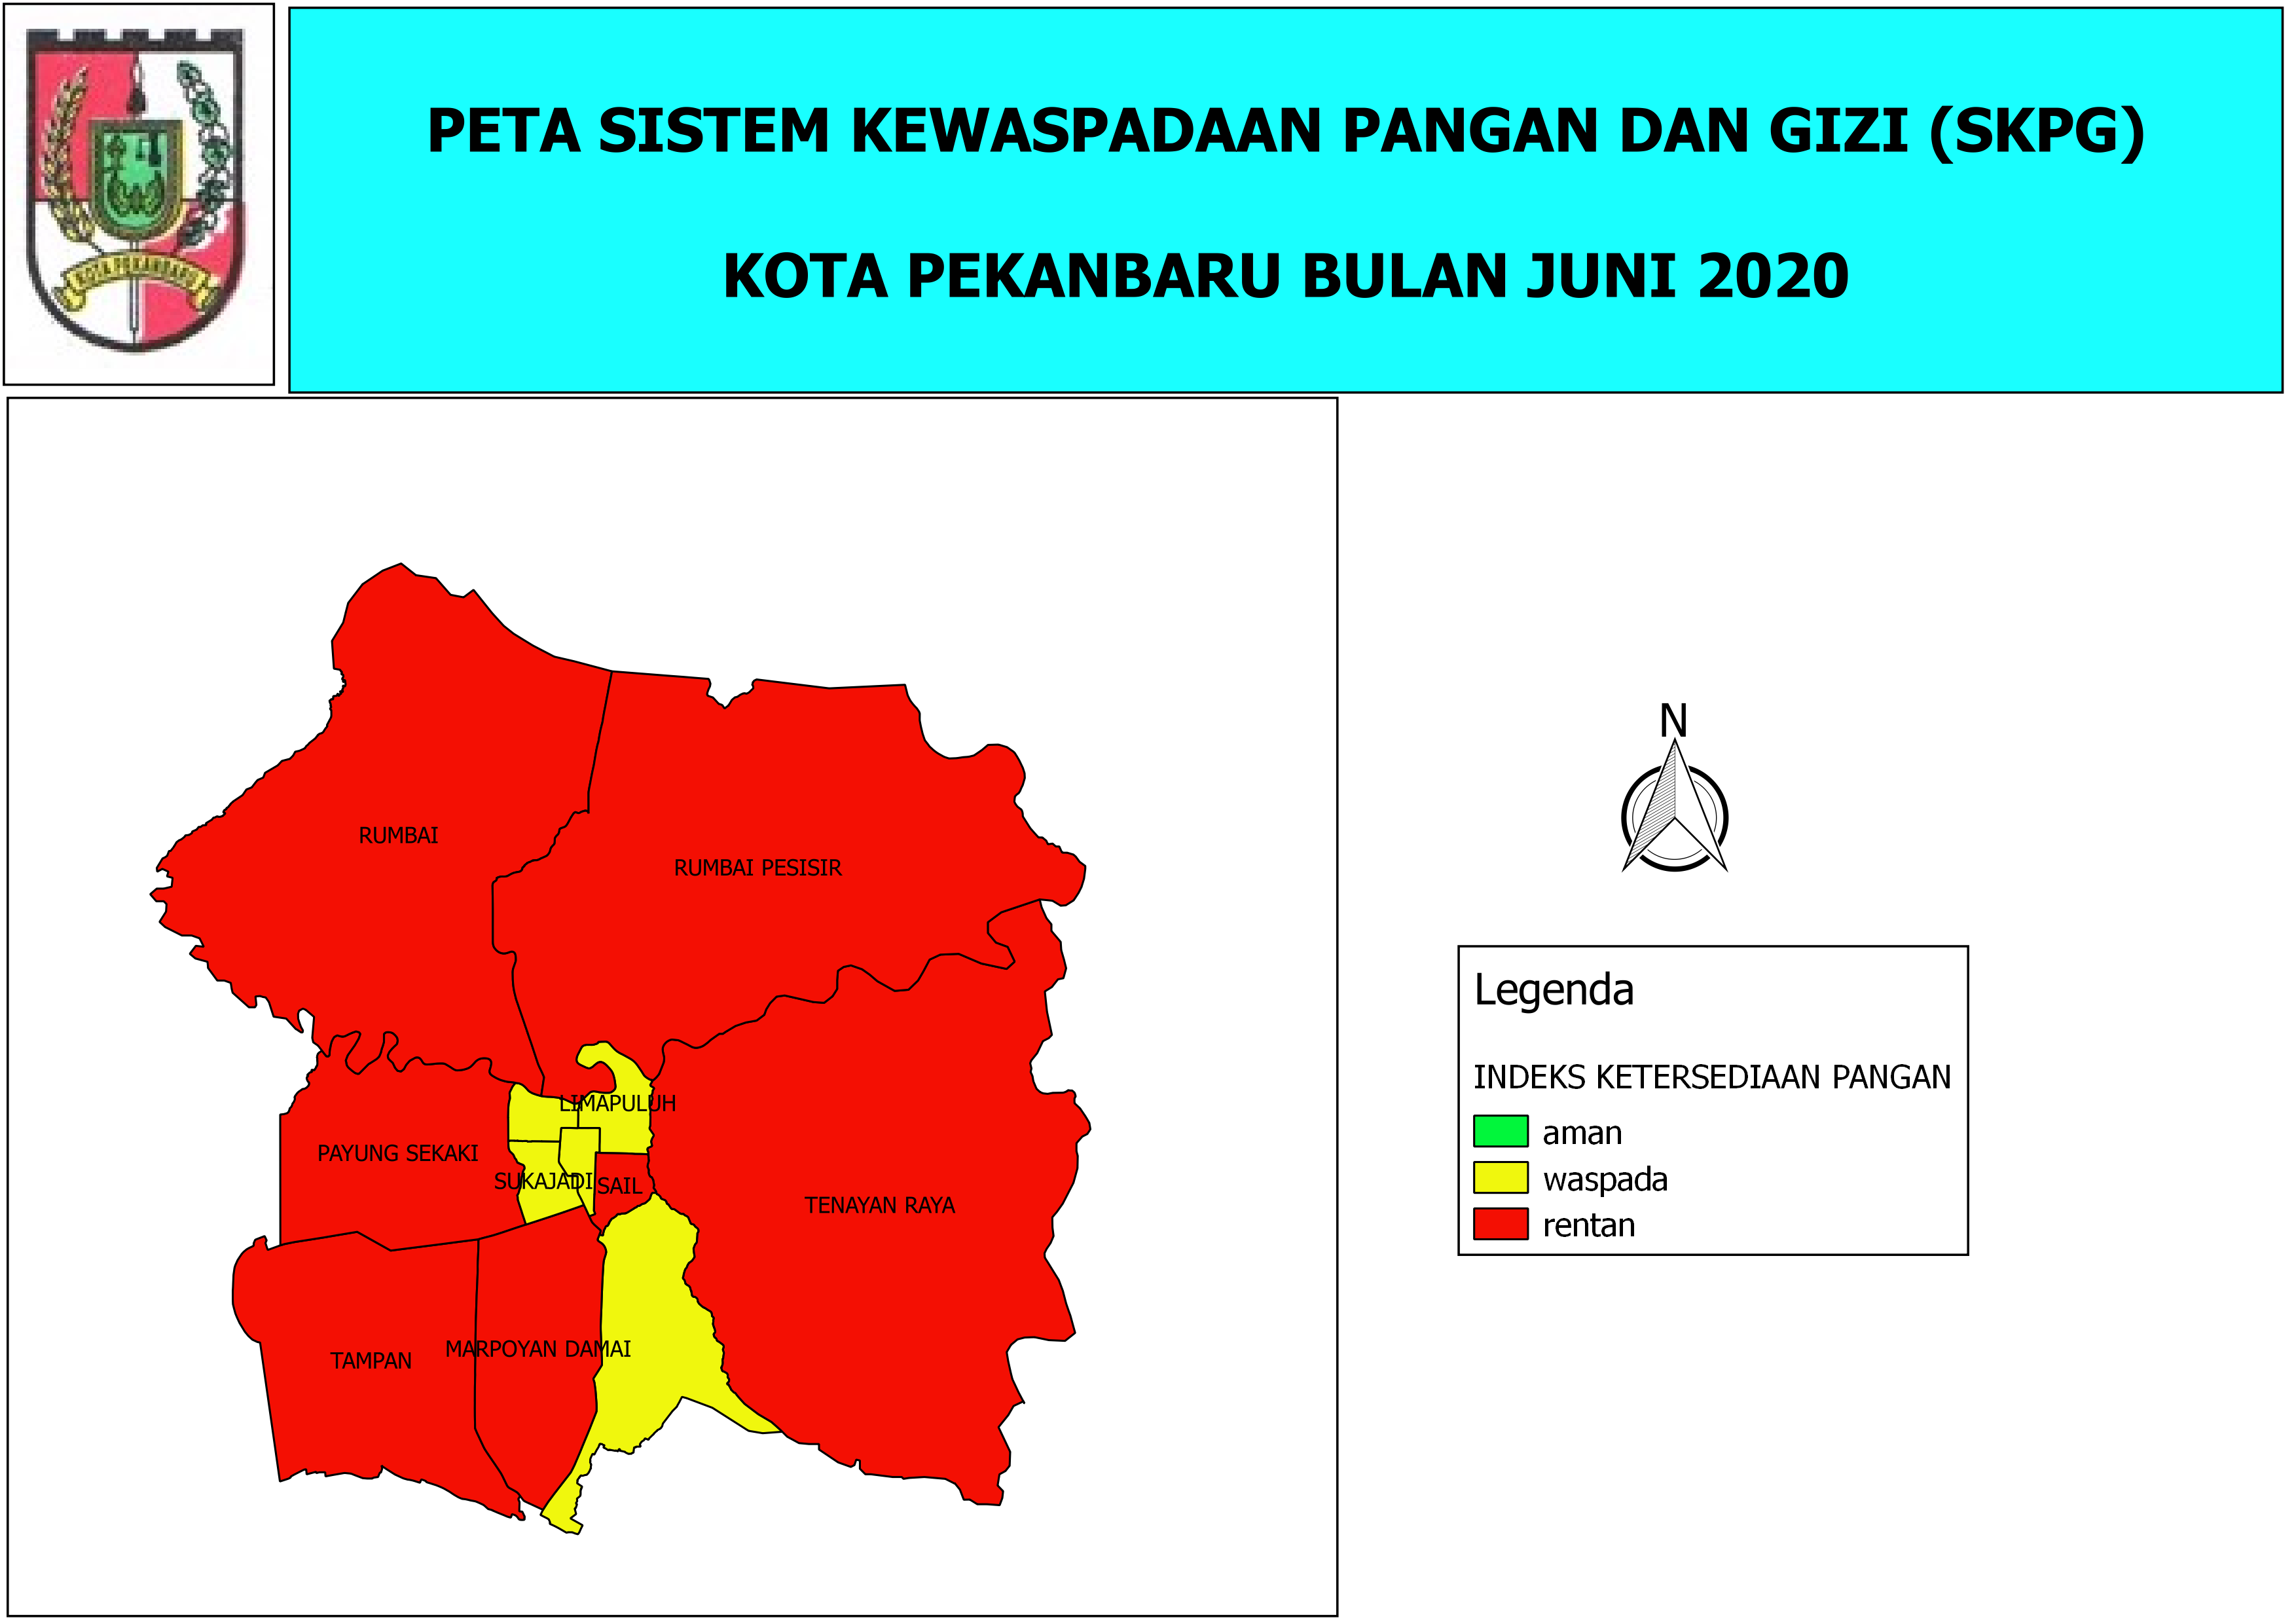 KOTA PEKANBARU
PETA SISTEM KEWASPADAAN PANGAN DAN GIZI (SKPG)
KOTA PEKANBARU BULAN JUNI 2020
RUMBAI
RUMBAI PESISIR
LIMAPULUH
PAYUNG SEKAKI
SUKAJADI
SAIL
TENAYAN RAYA
MARPOYAN DAMAI
TAMPAN
N
Legenda
INDEKS KETERSEDIAAN PANGAN
aman
waspada
rentan